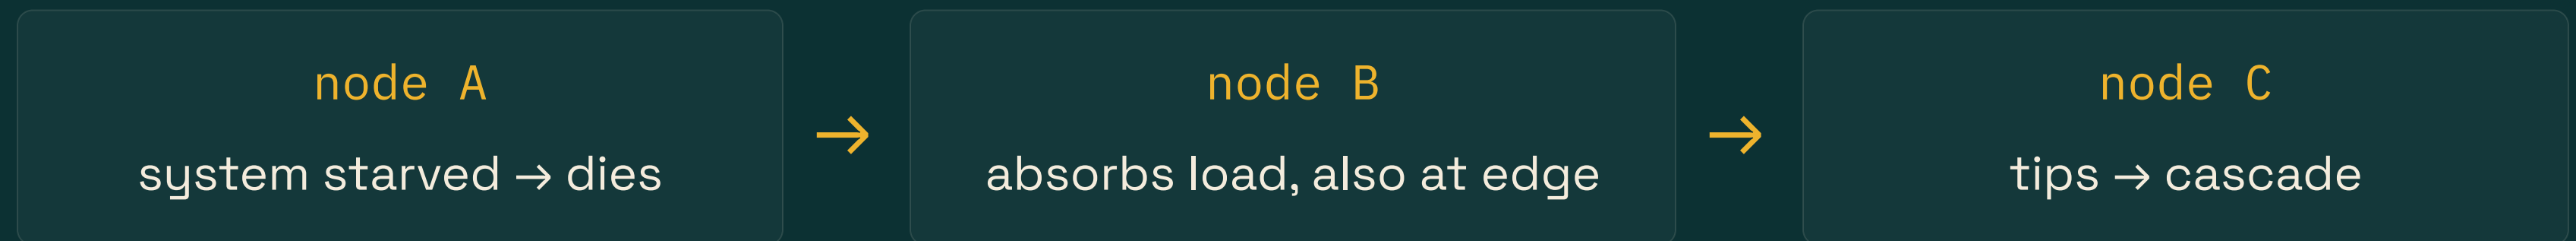 node A
system starved → dies
→
node B
absorbs load, also at edge
→
node C
tips → cascade